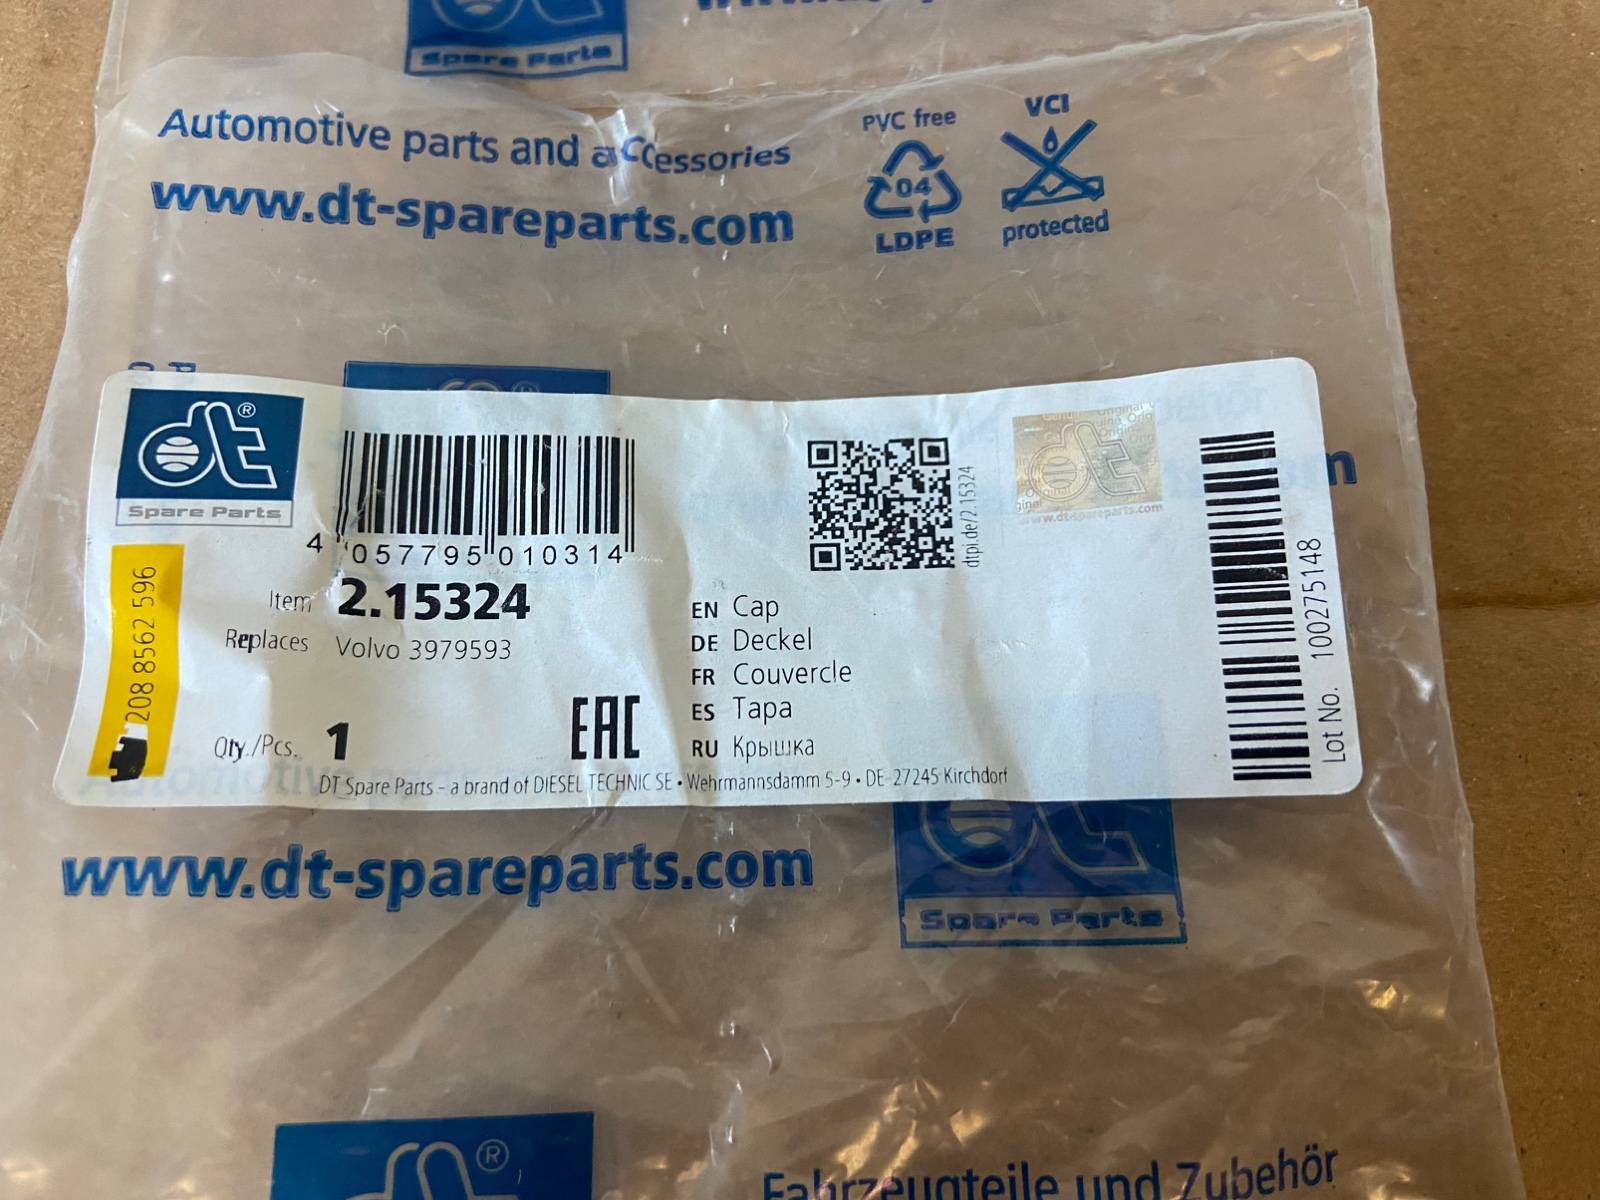 Spare Parts
Automotive parts and accessories
www.dt-spareparts.com
PVC free
04
LDPE
VCI
protected
dt®
Spare Parts
4 057795 010314
dtpi.de/2.15324
www.dt-spareparts.com
208 8562 596
Item 2.15324
Replaces Volvo 3979593
Qty./Pcs. 1
EAC
EN Cap
DE Deckel
FR Couvercle
ES Tapa
RU Крышка
Lot No. 100275148
DT Spare Parts - a brand of DIESEL TECHNIC SE • Wehrmannsdamm 5-9 • DE-27245 Kirchdorf
www.dt-spareparts.com
dt
Spare Parts
dt®
Fahrzeugteile und Zubehör